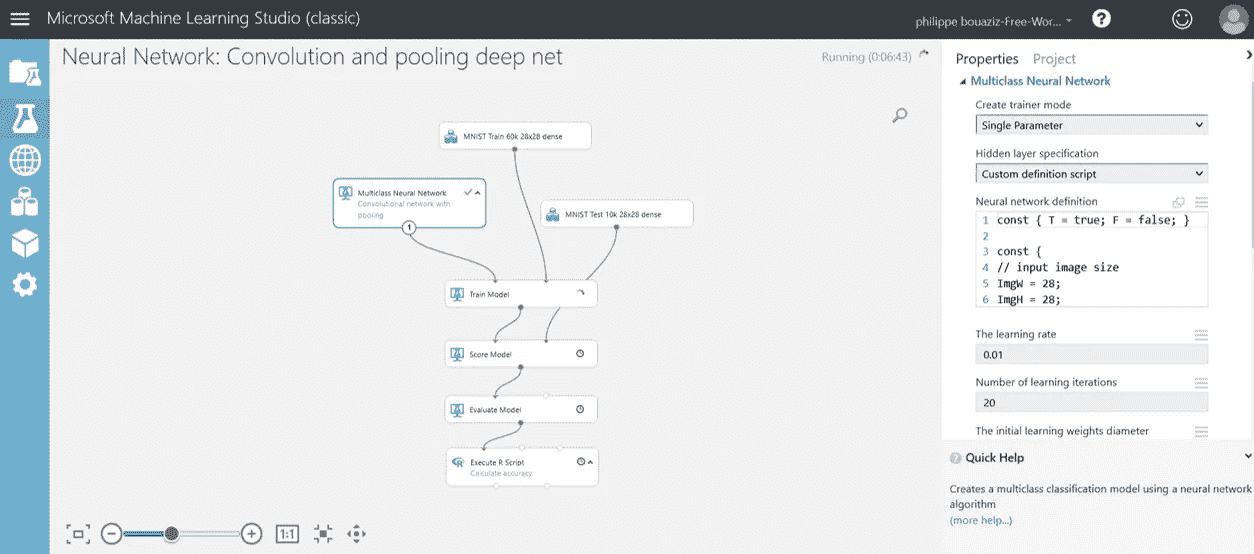 Microsoft Machine Learning Studio (classic)
philippe bouaziz-Free-Wor...
?
Neural Network: Convolution and pooling deep net
Running (0:06:43)
MNIST Train 60k 28x28 dense
Multiclass Neural Network
Convolutional network with
pooling
1
MNIST Test 10k 28x28 dense
Train Model
Score Model
Evaluate Model
R
Execute R Script
Calculate accuracy
1:1
Properties Project
Multiclass Neural Network
Create trainer mode
Single Parameter
Hidden layer specification
Custom definition script
Neural network definition
1 const { T = true; F = false; }
2
3 const {
4 // input image size
5 ImgW = 28;
6 ImgH = 28;
The learning rate
0.01
Number of learning iterations
20
The initial learning weights diameter
? Quick Help
Creates a multiclass classification model using a neural network
algorithm
(more help...)